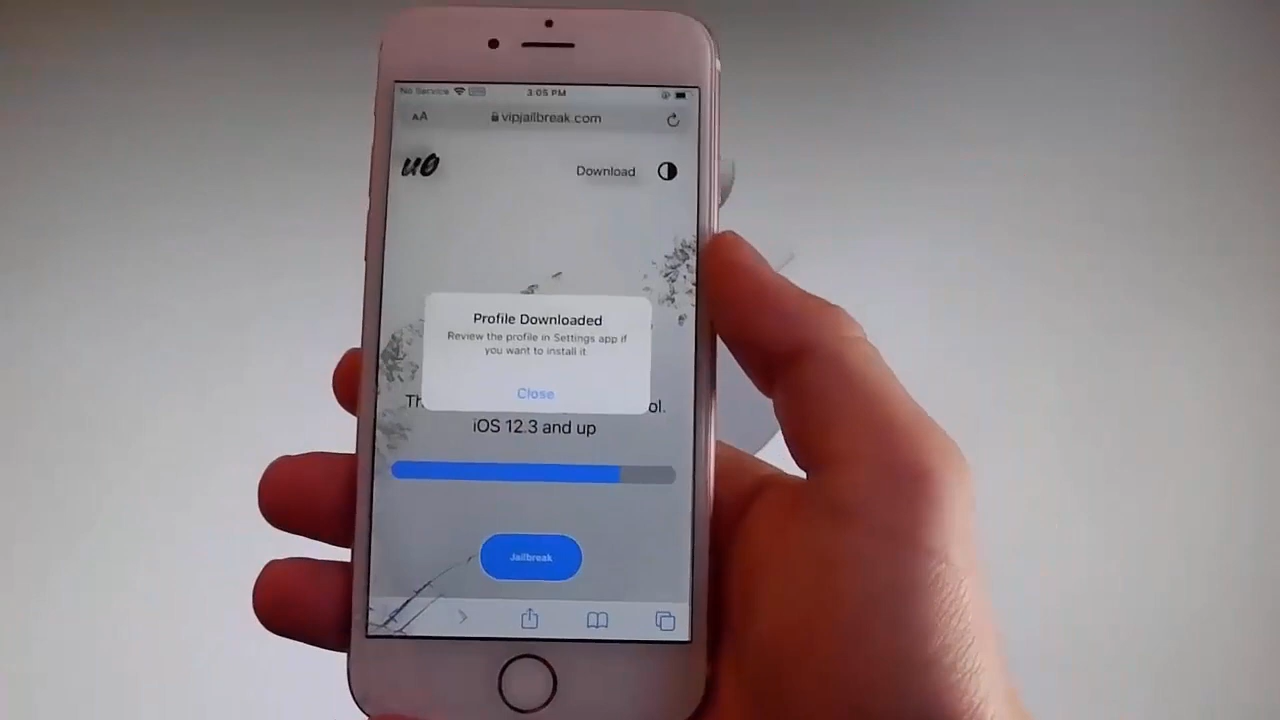 No Service 3:05 PM
AA vipjailbreak.com
u0 Download
Profile Downloaded
Review the profile in Settings app if
you want to install it
Close
Th ol.
iOS 12.3 and up
Jailbreak